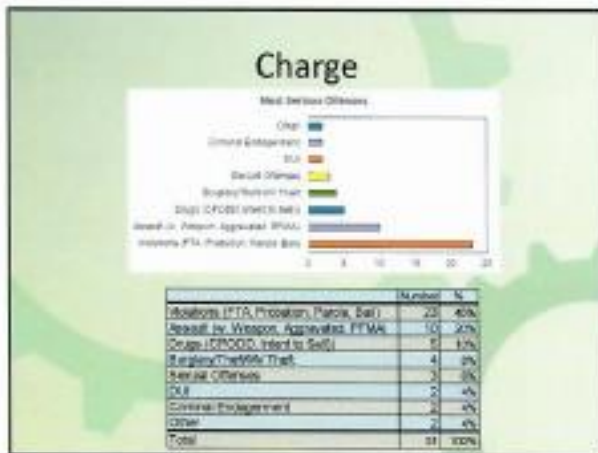 Charge
Most Serious Offenses
Other
Criminal Endangerment
DUI
Sexual Offenses
Burglary/Theft/MV Theft
Drugs (CPODD, Intent to Sell)
Assault (w. Weapon, Aggravated, PFMA)
Violations (FTA, Probation, Parole, Bail)
0 5 10 15 20 25
Number %
Violations (FTA, Probation, Parole, Bail) 23 45%
Assault (w. Weapon, Aggravated, PFMA) 10 20%
Drugs (CPODD, Intent to Sell) 5 10%
Burglary/Theft/MV Theft 4 8%
Sexual Offenses 3 6%
DUI 2 4%
Criminal Endagerment 2 4%
Other 2 4%
Total 51 100%